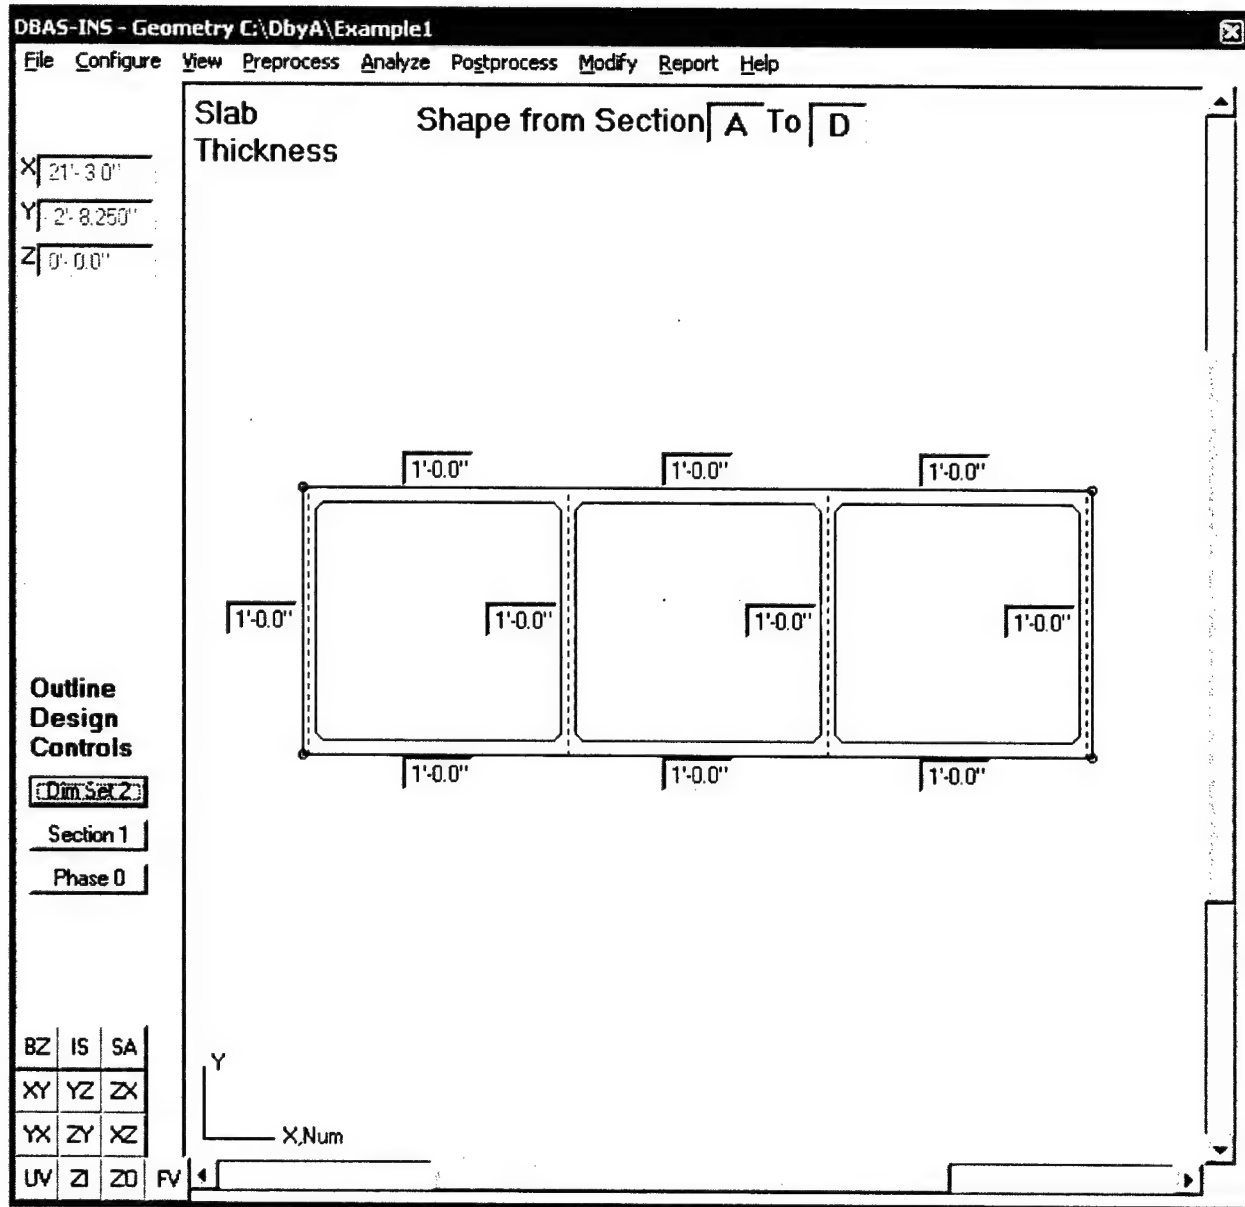 DBAS-INS - Geometry C:\DbyA\Example1
File Configure View Preprocess Analyze Postprocess Modify Report Help
Slab
Thickness
Shape from Section A To D
X 21'- 3.0"
Y - 2'- 8.250"
Z 0'- 0.0"
1'-0.0" 1'-0.0" 1'-0.0"
1'-0.0" 1'-0.0" 1'-0.0" 1'-0.0"
1'-0.0" 1'-0.0" 1'-0.0"
Outline
Design
Controls
Dim Set 2
Section 1
Phase 0
BZ IS SA
XY YZ ZX
YX ZY XZ
UV ZI ZO FV
Y
X,Num